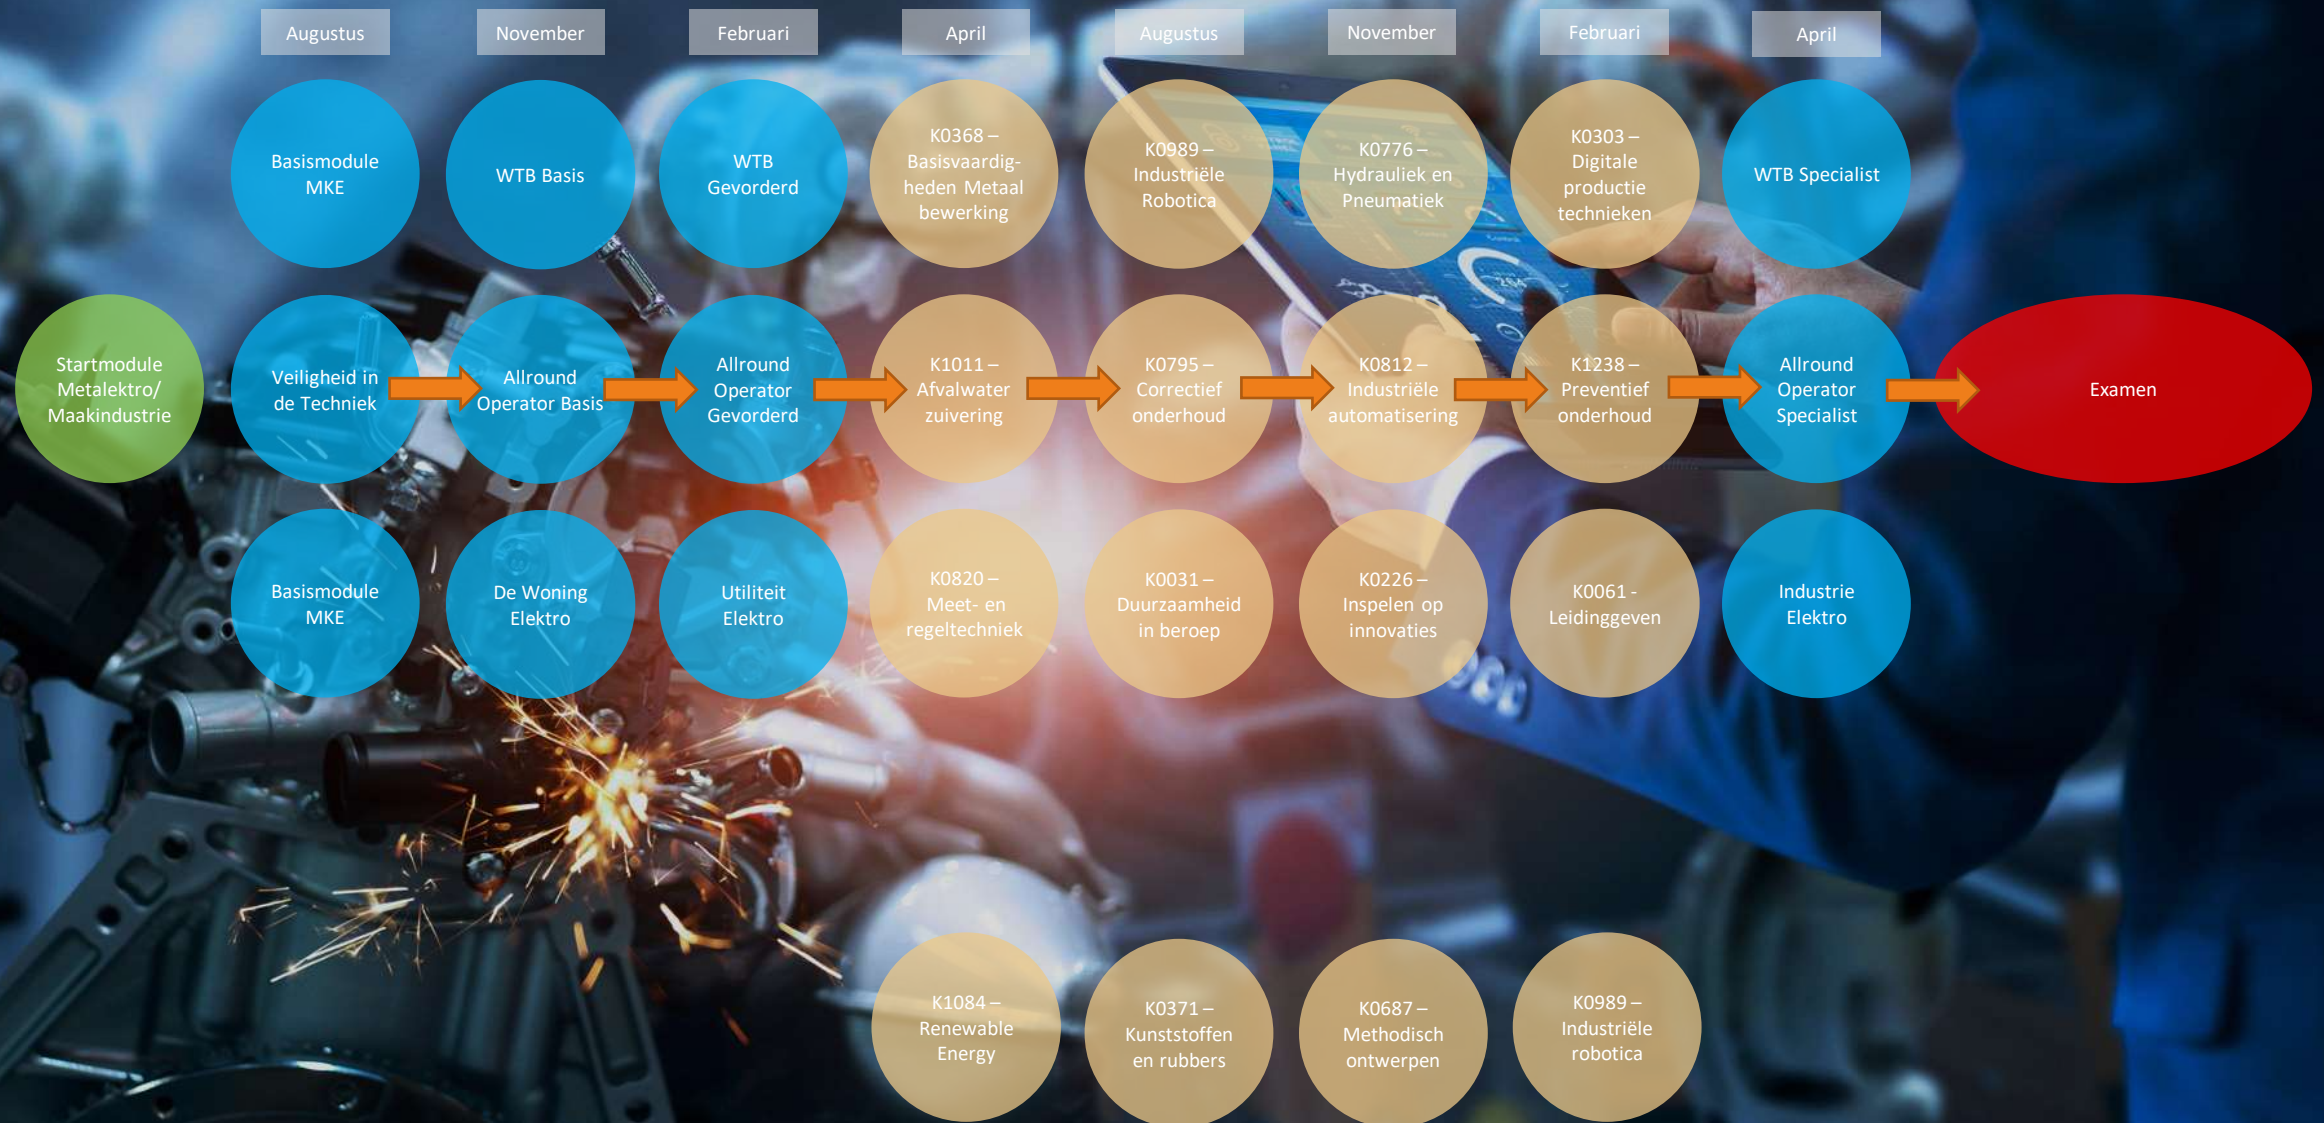 Augustus
November
Februari
April
Augustus
November
Februari
April
Basismodule
MKE
WTB Basis
WTB
Gevorderd
K0368 –
Basisvaardig-
heden Metaal
bewerking
K0989 –
Industriële
Robotica
K0776 –
Hydrauliek en
Pneumatiek
K0303 –
Digitale
productie
technieken
WTB Specialist
Startmodule
Metalektro/
Maakindustrie
Veiligheid in
de Techniek
Allround
Operator Basis
Allround
Operator
Gevorderd
K1011 –
Afvalwater
zuivering
K0795 –
Correctief
onderhoud
K0812 –
Industriële
automatisering
K1238 –
Preventief
onderhoud
Allround
Operator
Specialist
Examen
Basismodule
MKE
De Woning
Elektro
Utiliteit
Elektro
K0820 –
Meet- en
regeltechniek
K0031 –
Duurzaamheid
in beroep
K0226 –
Inspelen op
innovaties
K0061 -
Leidinggeven
Industrie
Elektro
K1084 –
Renewable
Energy
K0371 –
Kunststoffen
en rubbers
K0687 –
Methodisch
ontwerpen
K0989 –
Industriële
robotica